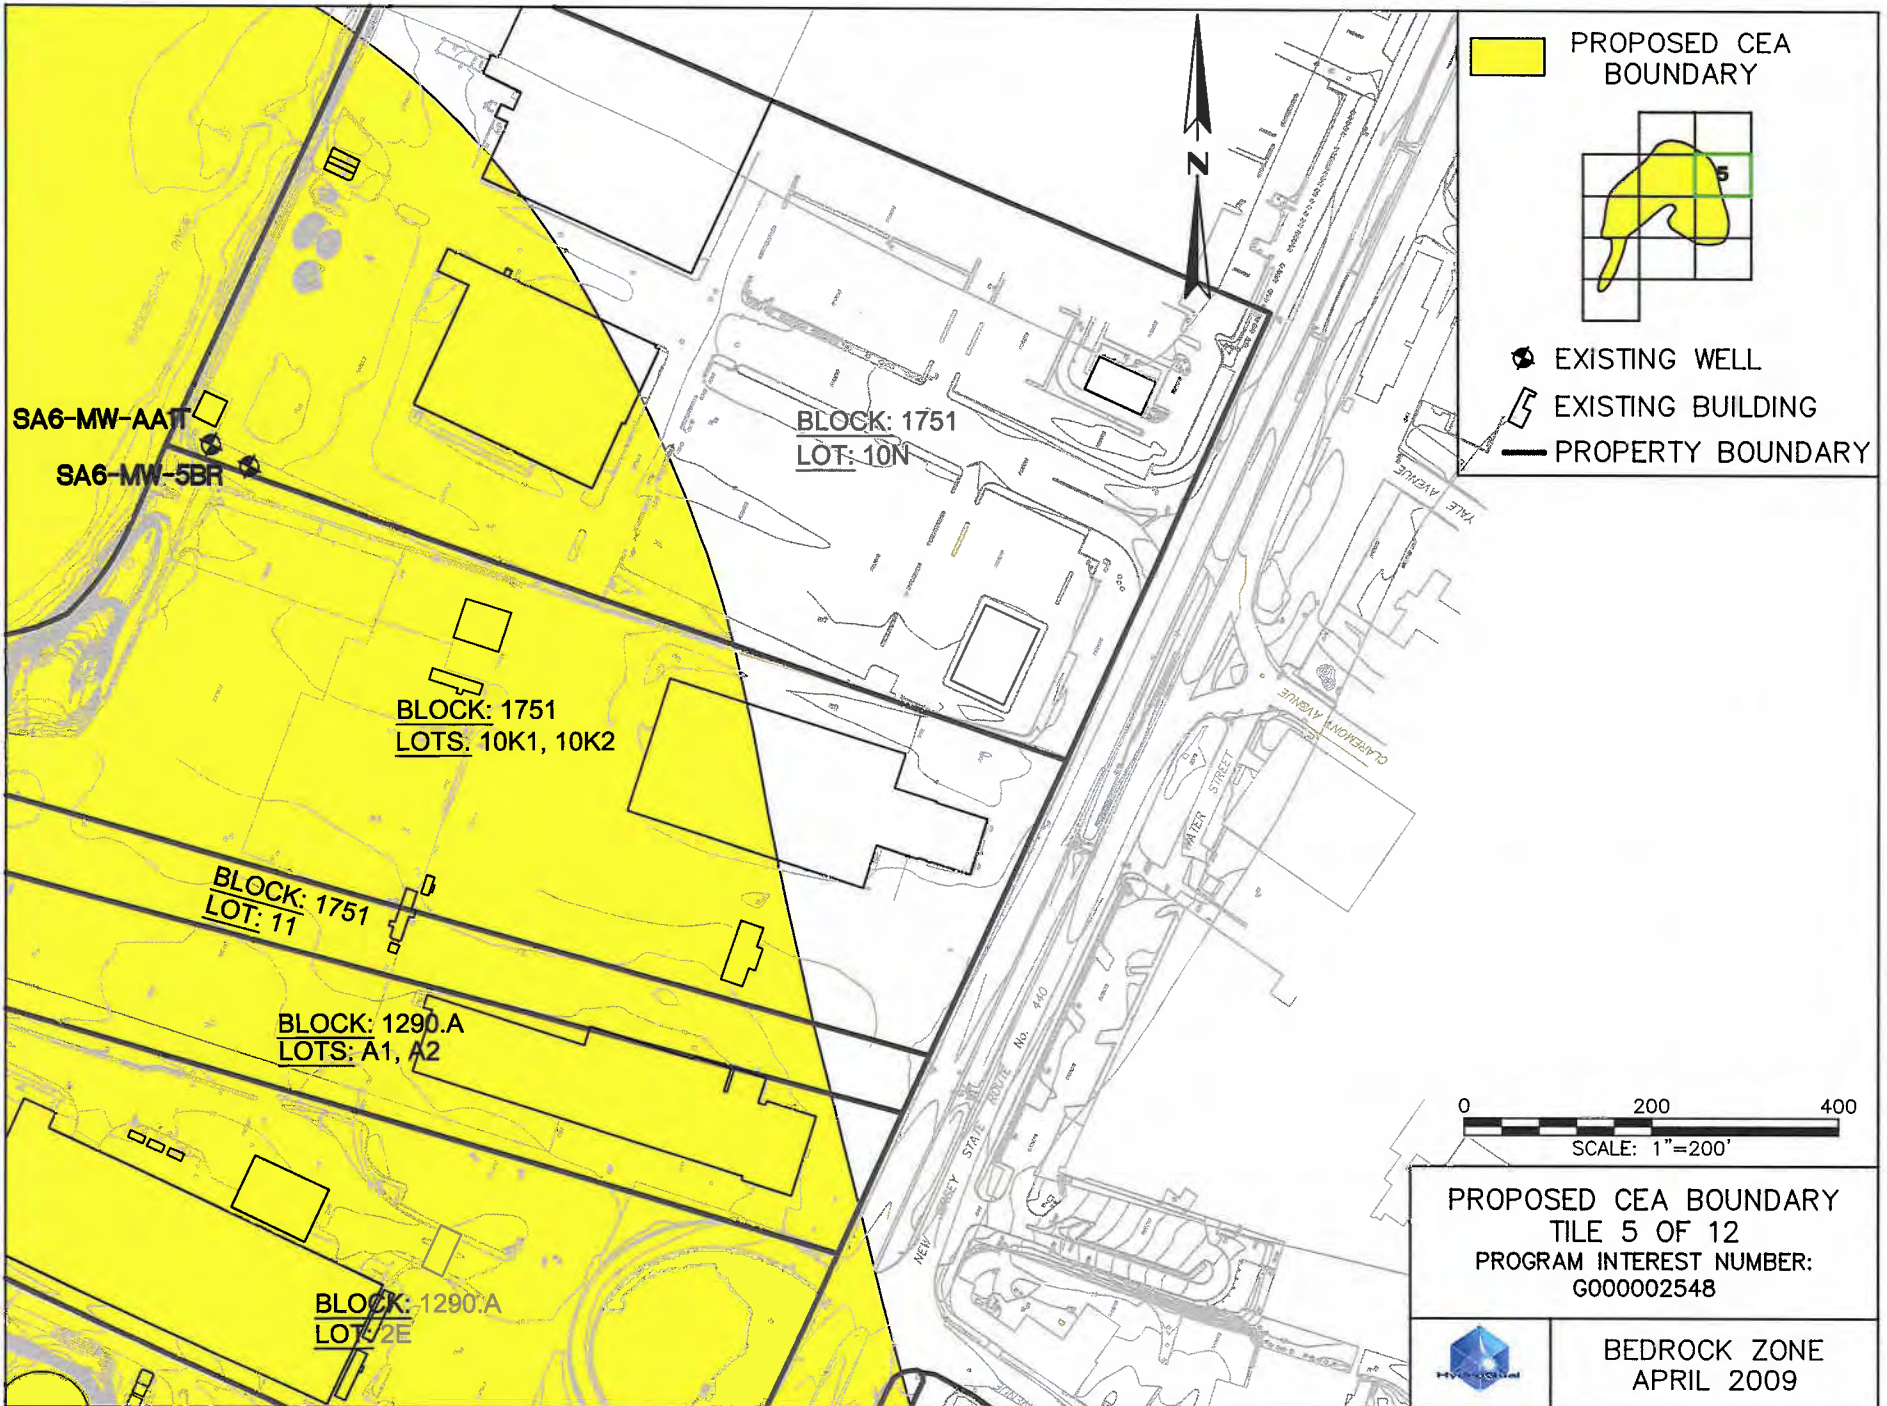 PROPOSED CEA
BOUNDARY
5
EXISTING WELL
EXISTING BUILDING
PROPERTY BOUNDARY
N
SA6-MW-AA1T
SA6-MW-5BR
BLOCK: 1751
LOT: 10N
BLOCK: 1751
LOTS: 10K1, 10K2
BLOCK: 1751
LOT: 11
BLOCK: 1290.A
LOTS: A1, A2
BLOCK: 1290.A
LOT: 2E
YALE AVENUE
CLAREMONT AVENUE
WATER STREET
NEW JERSEY STATE ROUTE No. 440
0 200 400
SCALE: 1"=200'
PROPOSED CEA BOUNDARY
TILE 5 OF 12
PROGRAM INTEREST NUMBER:
G000002548
HydroQual
BEDROCK ZONE
APRIL 2009